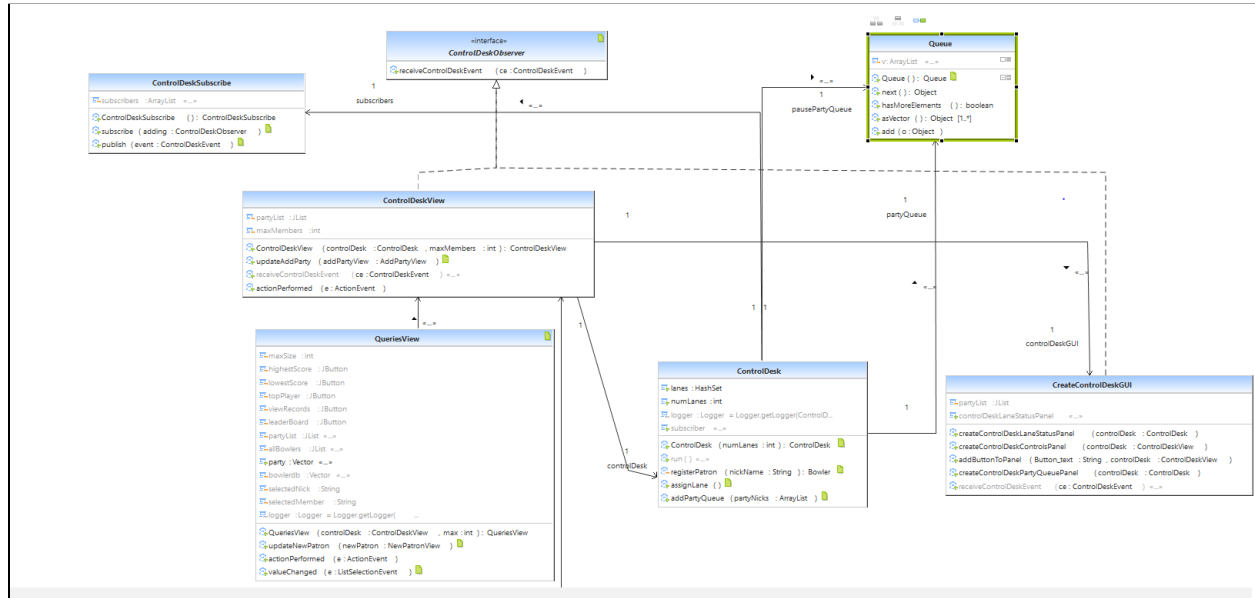 «interface»
ControlDeskObserver
receiveControlDeskEvent (ce : ControlDeskEvent )
Queue
v: ArrayList «...»
Queue ( ) : Queue
next ( ) : Object
hasMoreElements ( ) : boolean
asVector ( ) : Object [1..*]
add ( o : Object )
ControlDeskSubscribe
subscribers : ArrayList «...»
ControlDeskSubscribe ( ) : ControlDeskSubscribe
subscribe ( adding : ControlDeskObserver )
publish ( event : ControlDeskEvent )
1
subscribers
«...»
«...»
1
pausePartyQueue
ControlDeskView
partyList : JList
maxMembers : int
ControlDeskView ( controlDesk : ControlDesk , maxMembers : int ) : ControlDeskView
updateAddParty ( addPartyView : AddPartyView )
receiveControlDeskEvent ( ce : ControlDeskEvent ) «...»
actionPerformed ( e : ActionEvent )
1
1
partyQueue
«...»
«...»
«...»
1
1
1 1
1
controlDeskGUI
QueriesView
maxSize : int
highestScore : JButton
lowestScore : JButton
topPlayer : JButton
viewRecords : JButton
leaderBoard : JButton
partyList : JList «...»
allBowlers «...»
party : Vector «...»
bowlerdb : Vector «...»
selectedNick : String
selectedMember : String
logger : Logger = Logger.getLogger( ...
QueriesView ( controlDesk : ControlDeskView , max : int ) : QueriesView
updateNewPatron ( newPatron : NewPatronView )
actionPerformed ( e : ActionEvent )
valueChanged ( e : ListSelectionEvent )
1
controlDesk
ControlDesk
lanes : HashSet
numLanes : int
logger : Logger = Logger.getLogger(ControlD...
subscriber «...»
ControlDesk ( numLanes : int ) : ControlDesk
run ( ) «...»
registerPatron ( nickName : String ) : Bowler
assignLane ( )
addPartyQueue ( partyNicks : ArrayList )
1
CreateControlDeskGUI
partyList : JList
controlDeskLaneStatusPanel «...»
createControlDeskLaneStatusPanel ( controlDesk : ControlDesk )
createControlDeskControlsPanel ( controlDesk : ControlDeskView )
addButtonToPanel ( Button_text : String , controlDesk : ControlDeskView )
createControlDeskPartyQueuePanel ( controlDesk : ControlDesk )
receiveControlDeskEvent ( ce : ControlDeskEvent ) «...»